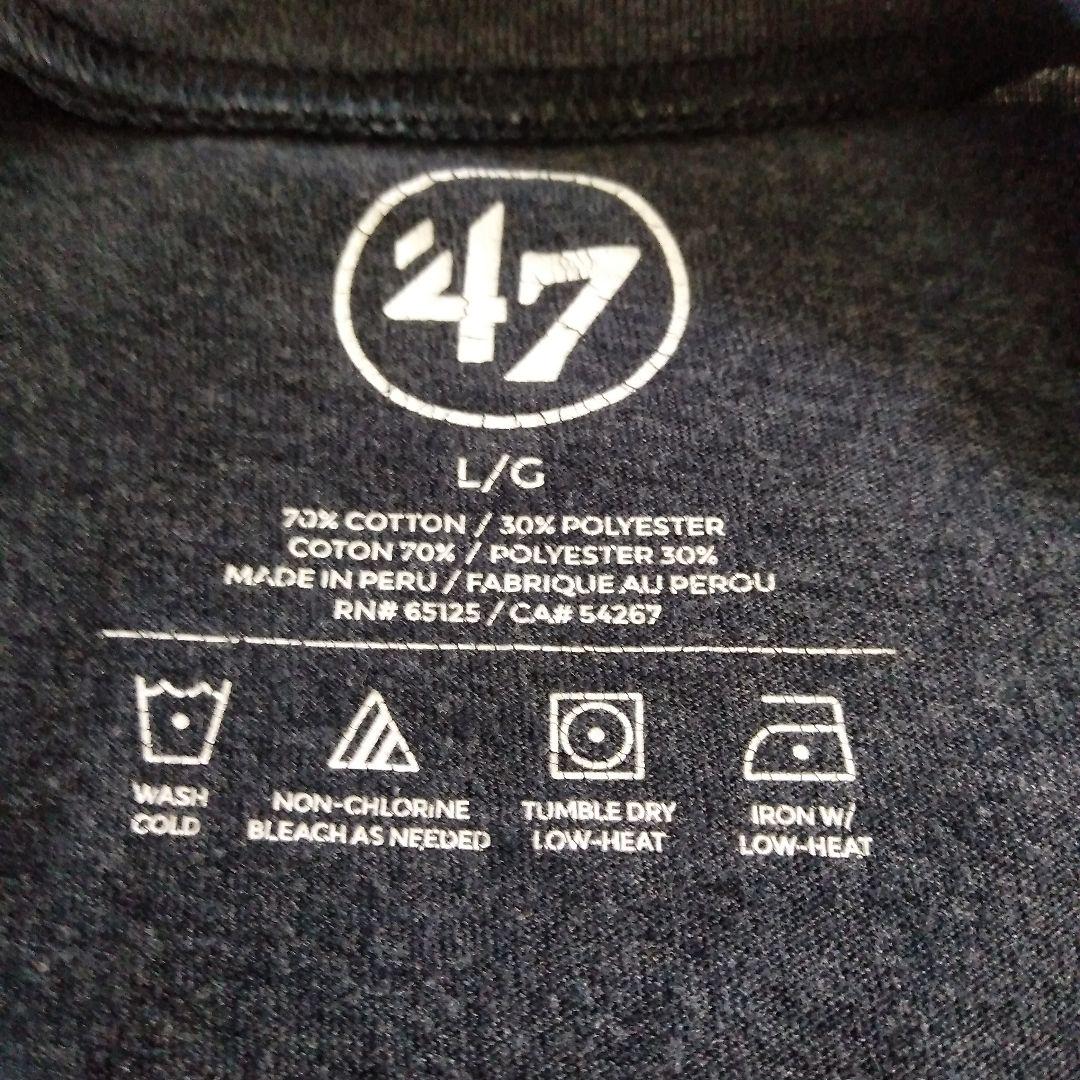 '47
L/G
70% COTTON / 30% POLYESTER
COTON 70% / POLYESTER 30%
MADE IN PERU / FABRIQUE AU PEROU
RN# 65125 / CA# 54267
WASH
COLD
NON-CHLORINE
BLEACH AS NEEDED
TUMBLE DRY
LOW-HEAT
IRON W/
LOW-HEAT